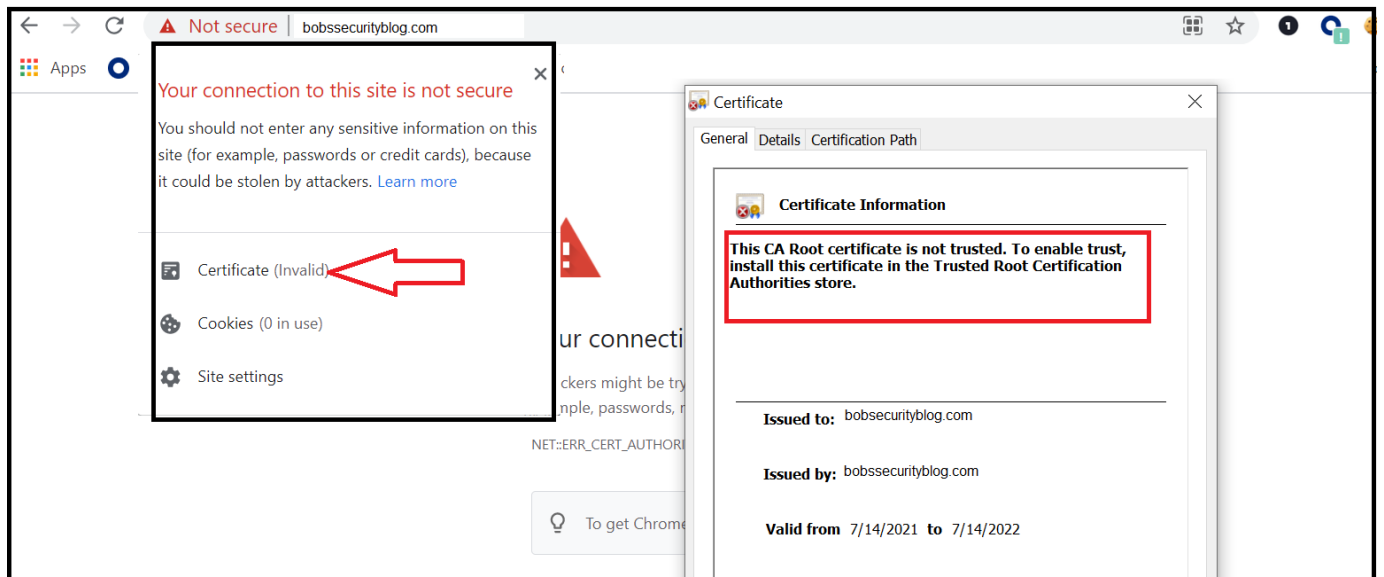 Not secure bobssecurityblog.com
1
Apps
Your connection to this site is not secure
You should not enter any sensitive information on this
site (for example, passwords or credit cards), because
it could be stolen by attackers. Learn more
Certificate (Invalid)
Cookies (0 in use)
Site settings
ur connecti
ckers might be try
mple, passwords,
NET::ERR_CERT_AUTHORI
To get Chrome
Certificate
General Details Certification Path
Certificate Information
This CA Root certificate is not trusted. To enable trust,
install this certificate in the Trusted Root Certification
Authorities store.
Issued to: bobsecurityblog.com
Issued by: bobssecurityblog.com
Valid from 7/14/2021 to 7/14/2022